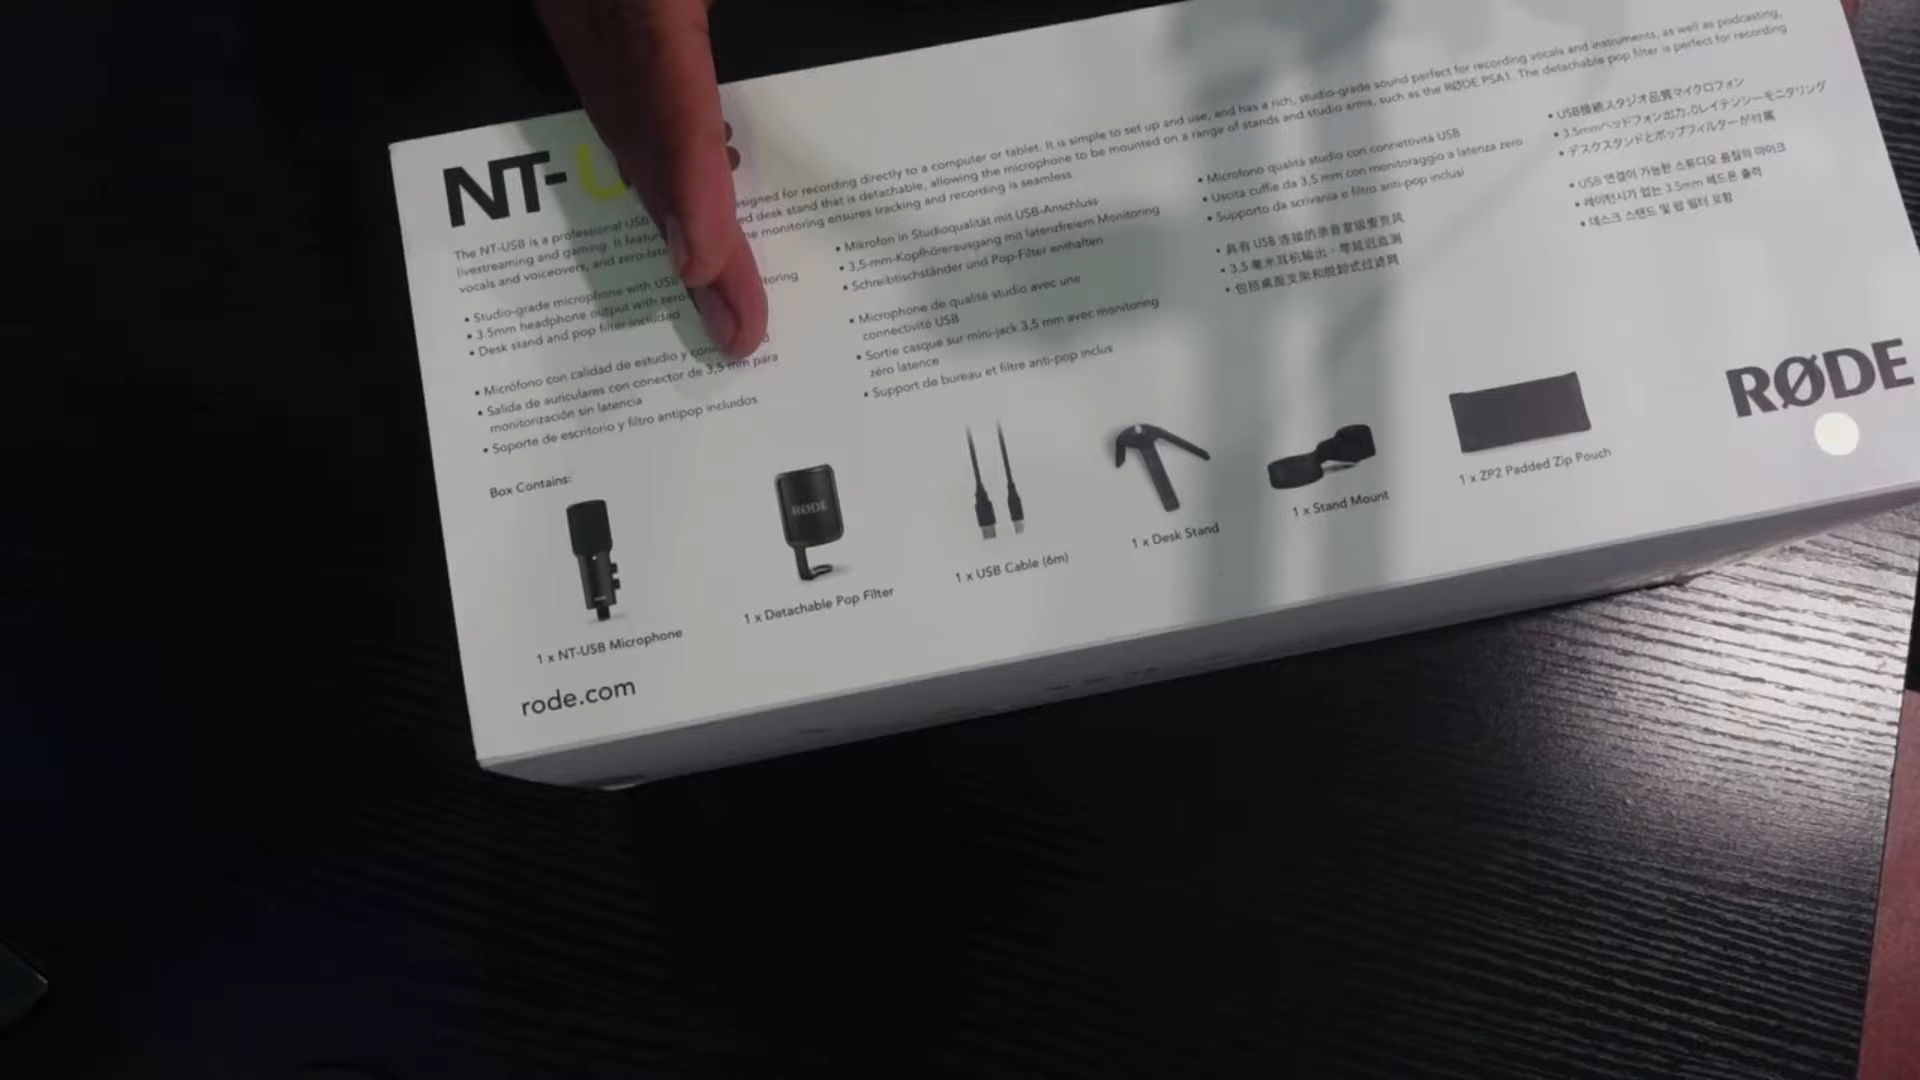 NT-U B
The NT-USB is a professional USB signed for recording directly to a computer or tablet. It is simple to set up and use, and has a rich, studio-grade sound perfect for recording vocals and instruments, as well as podcasting,
livestreaming and gaming. It desk stand that is detachable, allowing the microphone to be mounted on a range of stands and studio arms, such as the RØDE PSA1. The detachable pop filter is perfect for recording
vocals and voiceovers, and monitoring ensures tracking and recording is seamless.
• Studio-grade microphone with USB
• 3.5mm headphone output with
• Desk stand and pop filter included
• Micrófono con calidad de estudio y
• Salida de auriculares con conector de 3,5 mm para
monitorización sin latencia
• Soporte de escritorio y filtro antipop incluidos
• Mikrofon in Studioqualität mit USB-Anschluss
• 3,5-mm-Kopfhörerausgang mit latenzfreiem Monitoring
• Schreibtischständer und Pop-Filter enthalten
• Microphone de qualité studio avec une
connectivité USB
• Sortie casque sur mini-jack 3,5 mm avec monitoring
zéro latence
• Support de bureau et filtre anti-pop inclus
• Microfono qualità studio con connettività USB
• Uscita cuffie da 3,5 mm con monitoraggio a latenza zero
• Supporto da scrivania e filtro anti-pop inclusi
• 具有 USB 连接的录音室级麦克风
• 3.5 毫米耳机输出，零延迟监测
• 包括桌面支架和脱卸式过滤网
• USB接続スタジオ品質マイクロフォン
• 3.5mmヘッドフォン出力、0レイテンシーモニタリング
• デスクスタンドとポップフィルターが付属
• USB 연결이 가능한 스튜디오 품질의 마이크
• 레이턴시가 없는 3.5mm 헤드폰 출력
• 데스크 스탠드 및 팝 필터 포함
RØDE
Box Contains:
RØDE
1 x NT-USB Microphone
1 x Detachable Pop Filter
1 x USB Cable (6m)
1 x Desk Stand
1 x Stand Mount
1 x ZP2 Padded Zip Pouch
rode.com